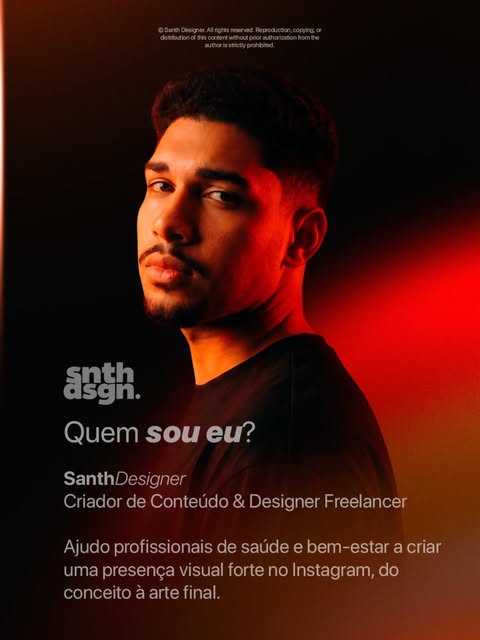 © Santh Designer. All rights reserved. Reproduction, copying, or
distribution of this content without prior authorization from the
author is strictly prohibited.
snth
dsgn.
Quem sou eu?
SanthDesigner
Criador de Conteúdo & Designer Freelancer
Ajudo profissionais de saúde e bem-estar a criar
uma presença visual forte no Instagram, do
conceito à arte final.